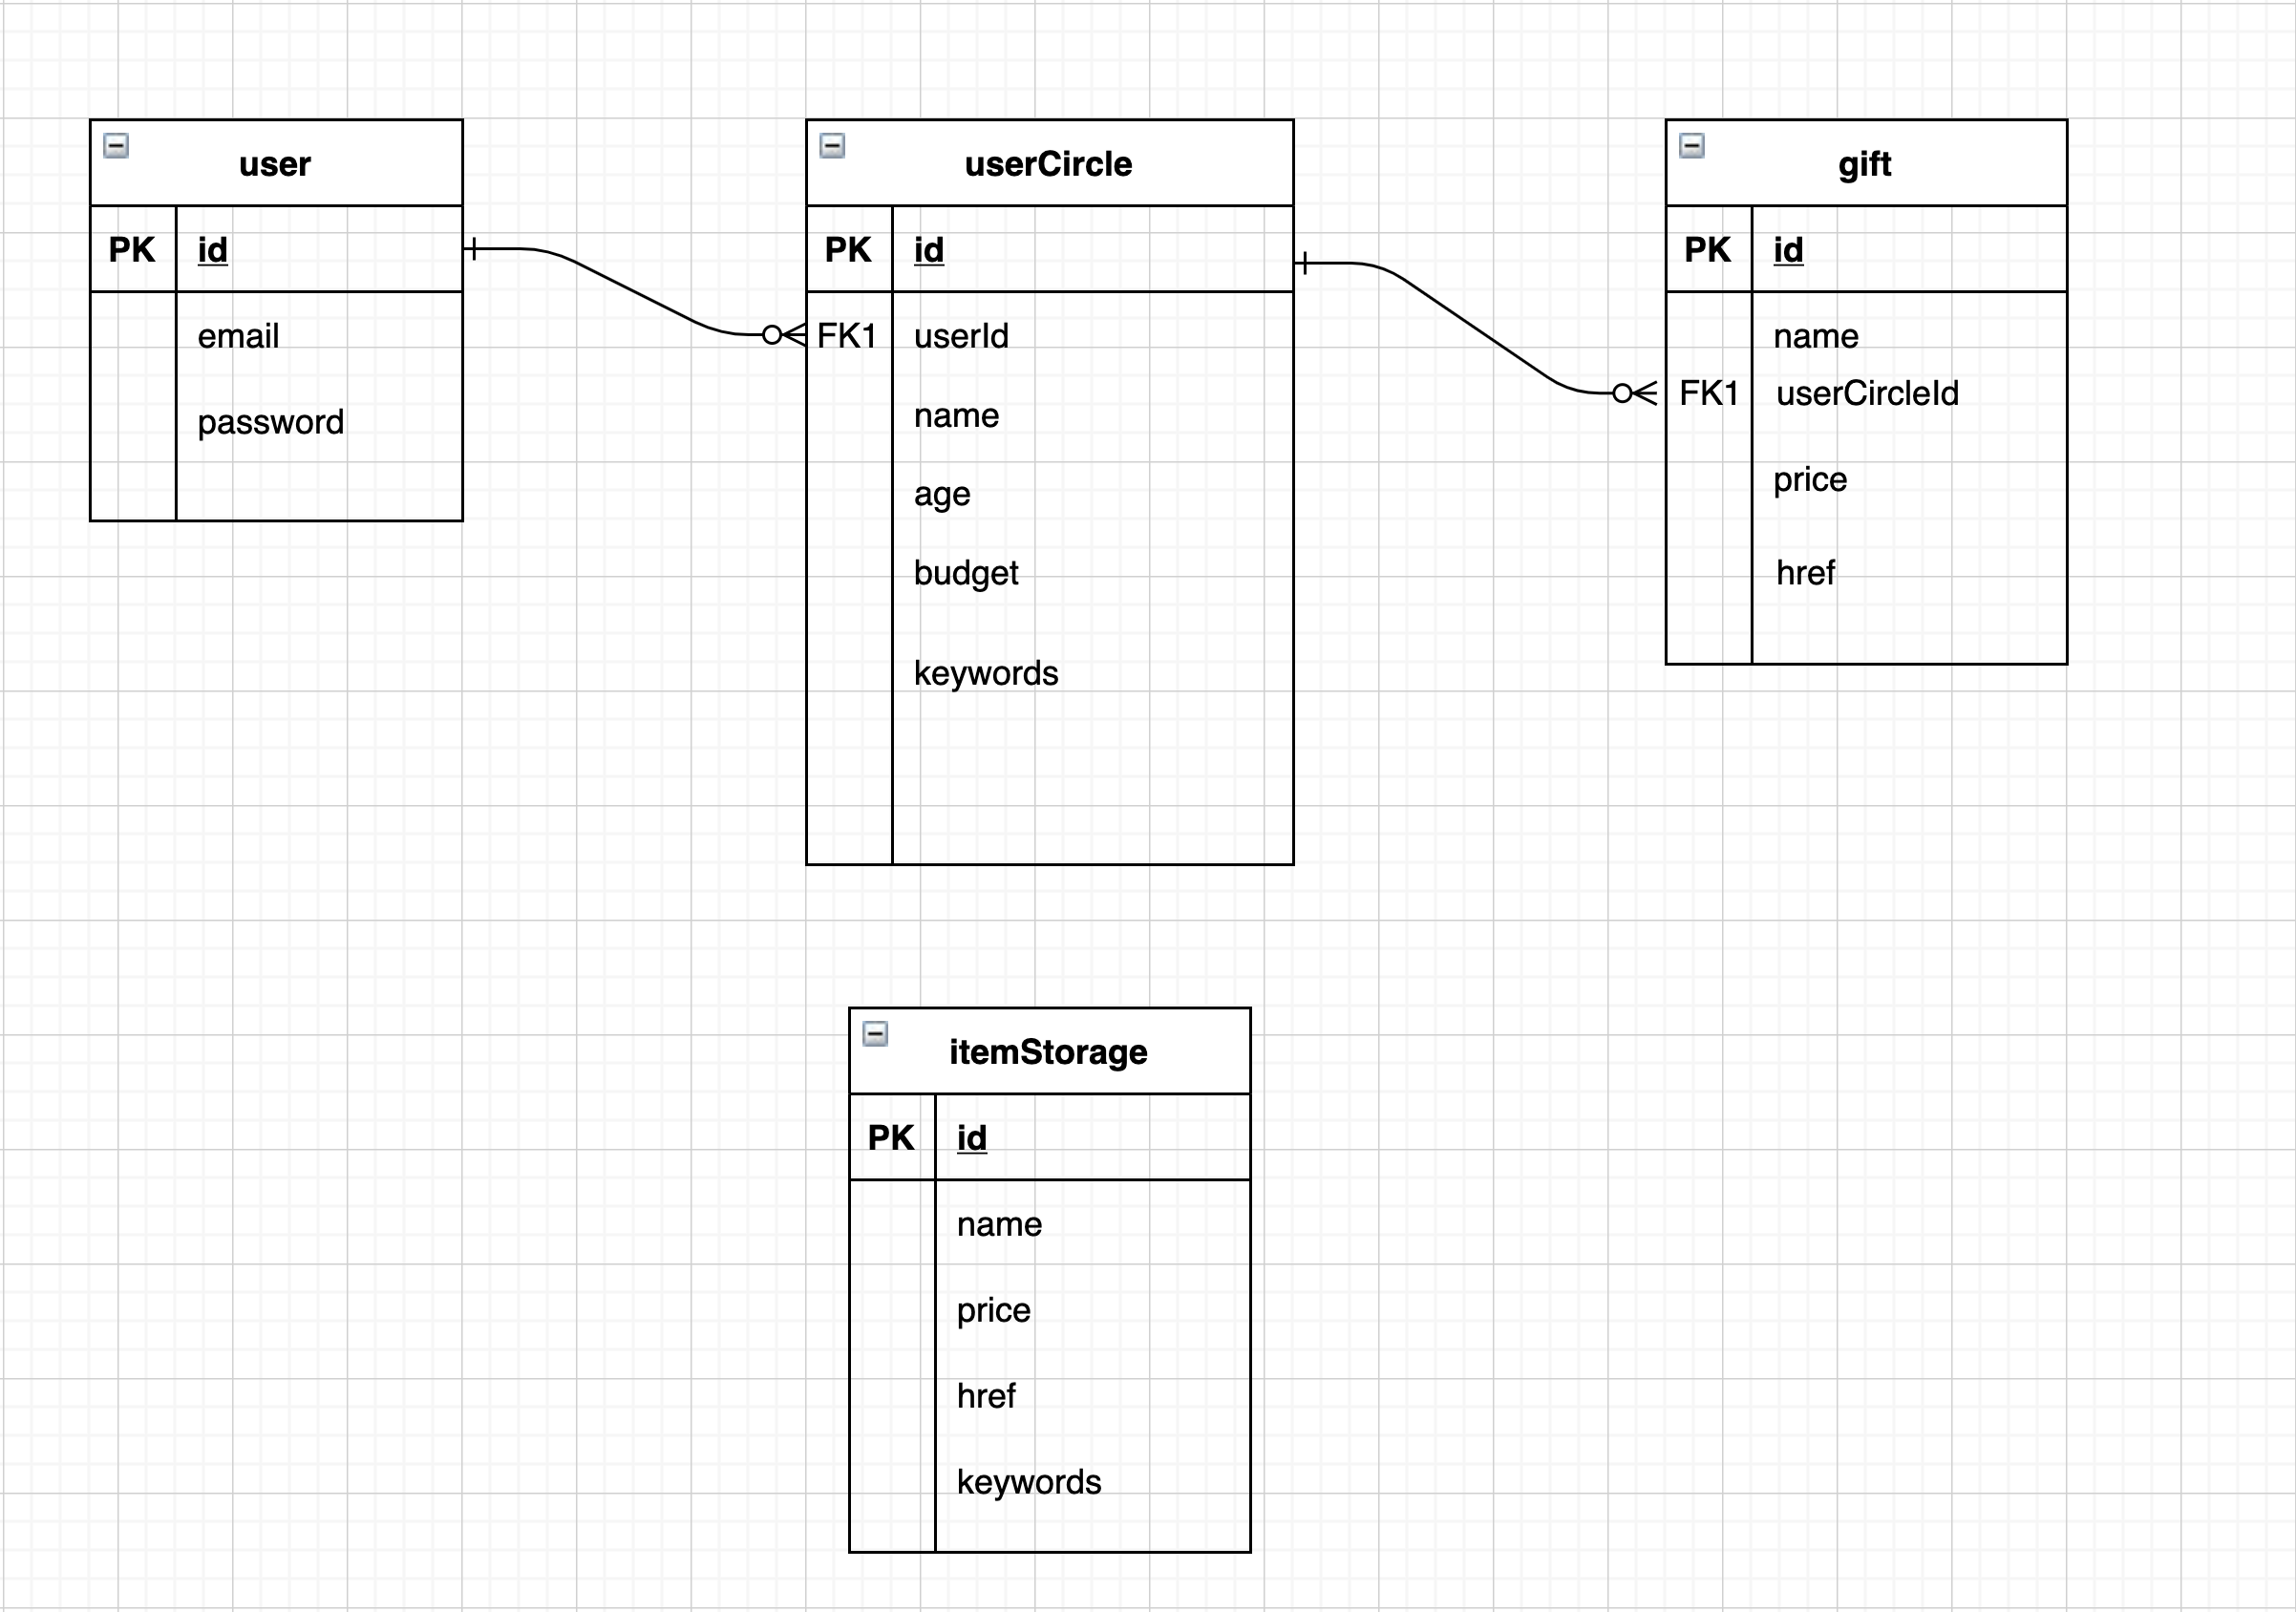 user
PK id
email
password
userCircle
PK id
FK1 userId
name
age
budget
keywords
gift
PK id
name
FK1 userCircleId
price
href
itemStorage
PK id
name
price
href
keywords